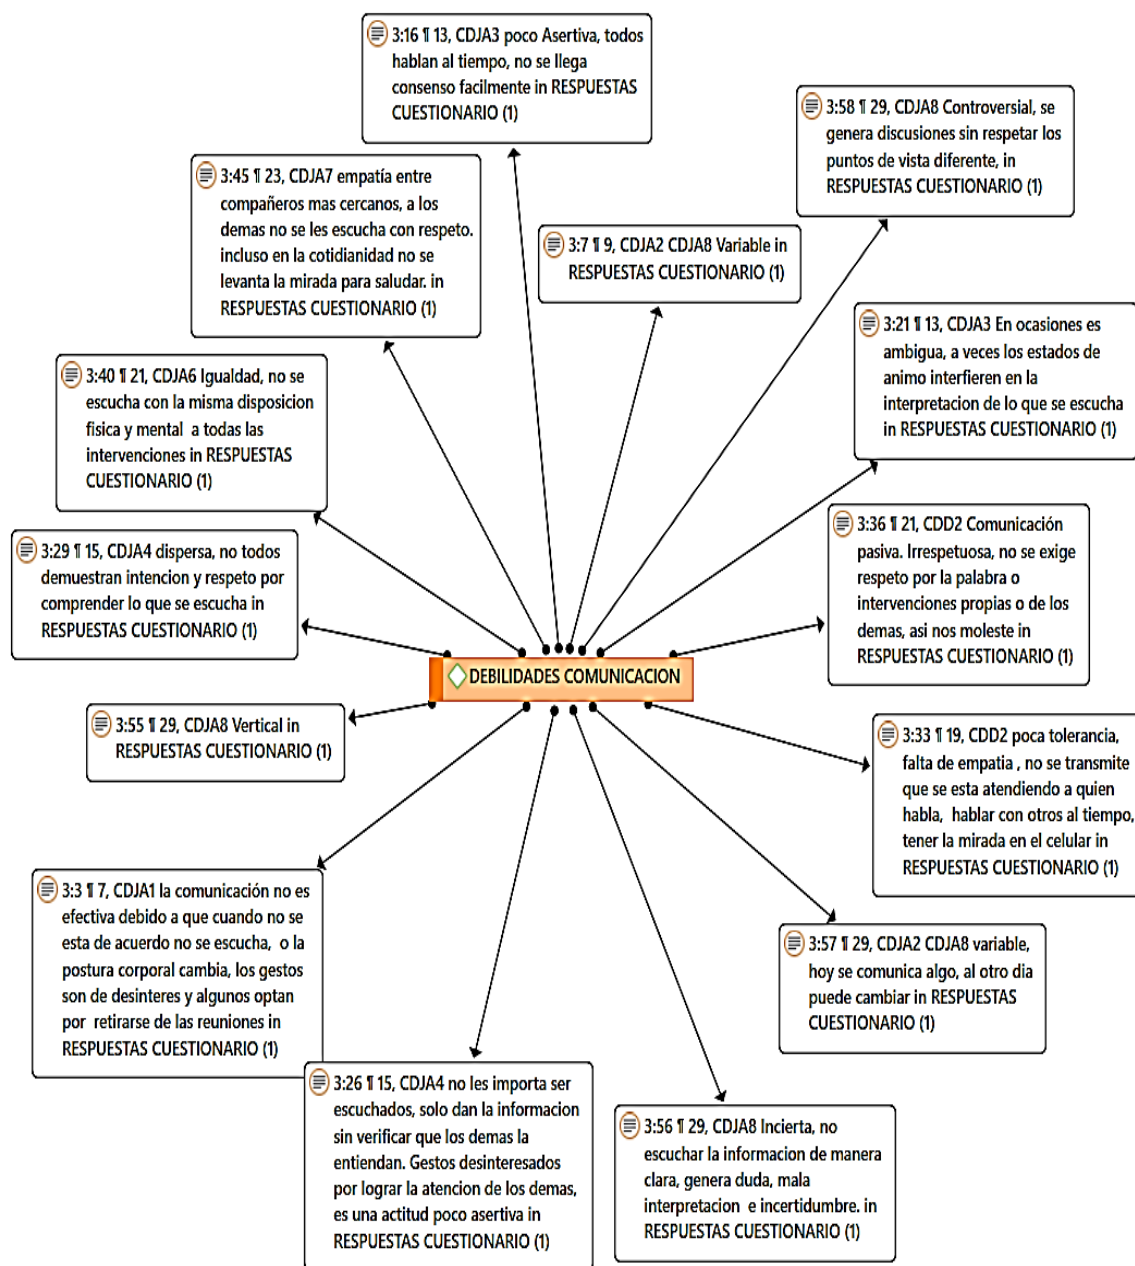 3:16 ¶ 13, CDJA3 poco Asertiva, todos
hablan al tiempo, no se llega
consenso facilmente in RESPUESTAS
CUESTIONARIO (1)
3:58 ¶ 29, CDJA8 Controversial, se
genera discusiones sin respetar los
puntos de vista diferente, in
RESPUESTAS CUESTIONARIO (1)
3:45 ¶ 23, CDJA7 empatía entre
compañeros mas cercanos, a los
demas no se les escucha con respeto.
incluso en la cotidianidad no se
levanta la mirada para saludar. in
RESPUESTAS CUESTIONARIO (1)
3:7 ¶ 9, CDJA2 CDJA8 Variable in
RESPUESTAS CUESTIONARIO (1)
3:21 ¶ 13, CDJA3 En ocasiones es
ambigua, a veces los estados de
animo interfieren en la
interpretacion de lo que se escucha
in RESPUESTAS CUESTIONARIO (1)
3:40 ¶ 21, CDJA6 Igualdad, no se
escucha con la misma disposicion
fisica y mental a todas las
intervenciones in RESPUESTAS
CUESTIONARIO (1)
3:36 ¶ 21, CDD2 Comunicación
pasiva. Irrespetuosa, no se exige
respeto por la palabra o
intervenciones propias o de los
demas, asi nos moleste in
RESPUESTAS CUESTIONARIO (1)
3:29 ¶ 15, CDJA4 dispersa, no todos
demuestran intencion y respeto por
comprender lo que se escucha in
RESPUESTAS CUESTIONARIO (1)
DEBILIDADES COMUNICACION
3:55 ¶ 29, CDJA8 Vertical in
RESPUESTAS CUESTIONARIO (1)
3:33 ¶ 19, CDD2 poca tolerancia,
falta de empatia , no se transmite
que se esta atendiendo a quien
habla, hablar con otros al tiempo,
tener la mirada en el celular in
RESPUESTAS CUESTIONARIO (1)
3:3 ¶ 7, CDJA1 la comunicación no es
efectiva debido a que cuando no se
esta de acuerdo no se escucha, o la
postura corporal cambia, los gestos
son de desinteres y algunos optan
por retirarse de las reuniones in
RESPUESTAS CUESTIONARIO (1)
3:57 ¶ 29, CDJA2 CDJA8 variable,
hoy se comunica algo, al otro dia
puede cambiar in RESPUESTAS
CUESTIONARIO (1)
3:26 ¶ 15, CDJA4 no les importa ser
escuchados, solo dan la informacion
sin verificar que los demas la
entiendan. Gestos desinteresados
por lograr la atencion de los demas,
es una actitud poco asertiva in
RESPUESTAS CUESTIONARIO (1)
3:56 ¶ 29, CDJA8 Incierta, no
escuchar la informacion de manera
clara, genera duda, mala
interpretacion e incertidumbre. in
RESPUESTAS CUESTIONARIO (1)